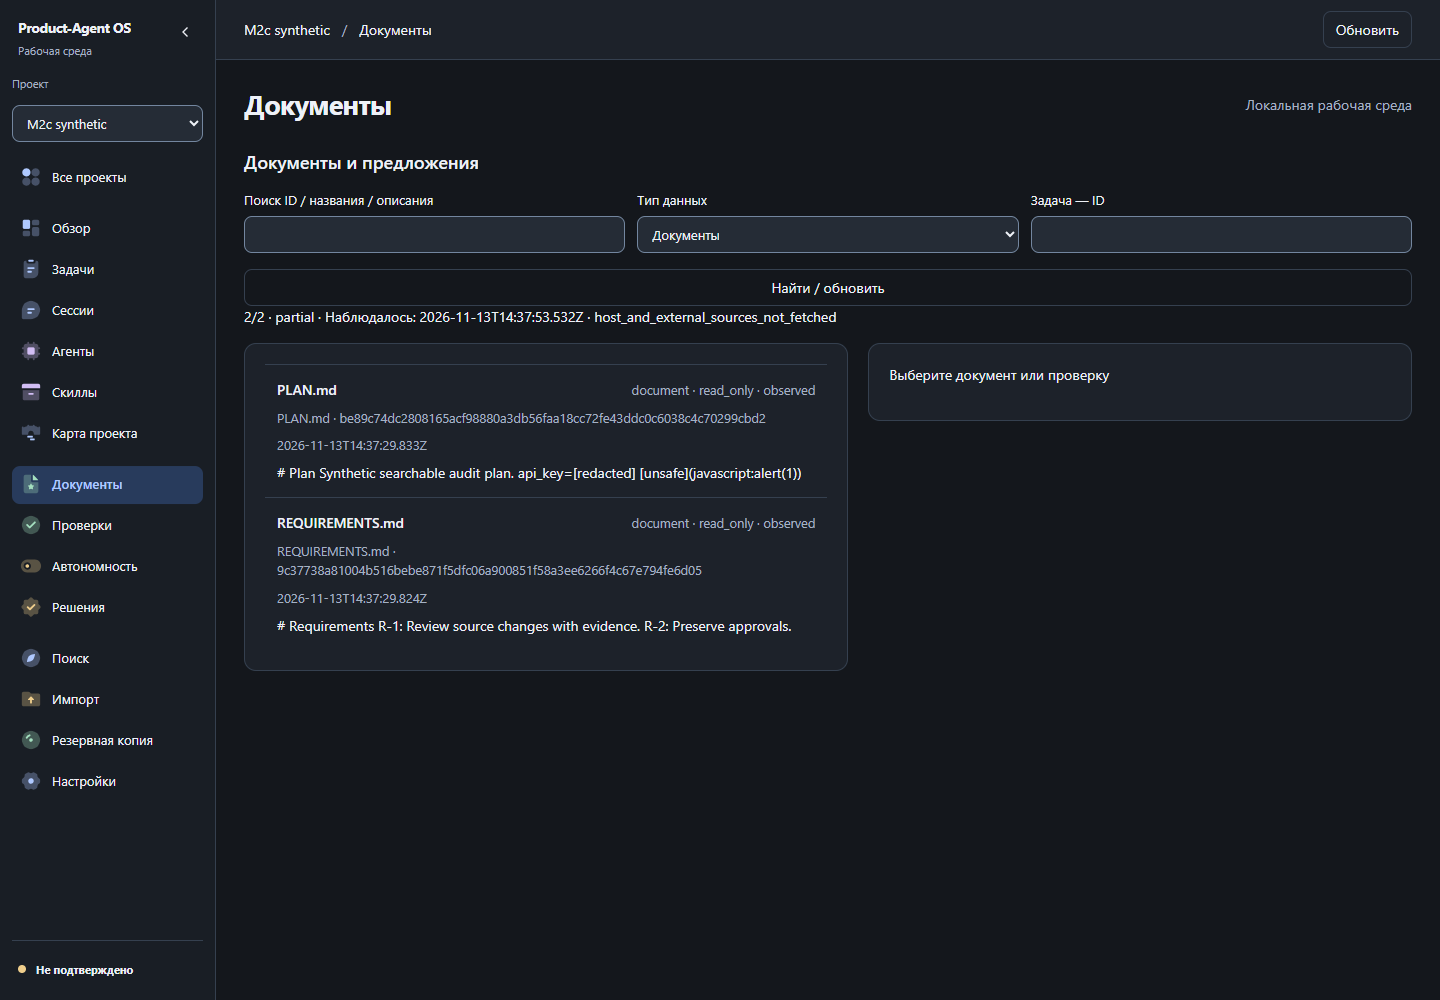 Product-Agent OS
Рабочая среда
Проект
M2c synthetic
Все проекты
Обзор
Задачи
Сессии
Агенты
Скиллы
Карта проекта
Документы
Проверки
Автономность
Решения
Поиск
Импорт
Резервная копия
Настройки
Не подтверждено
M2c synthetic / Документы
Обновить
Документы
Локальная рабочая среда
Документы и предложения
Поиск ID / названия / описания
Тип данных
Задача — ID
Документы
Найти / обновить
2/2 · partial · Наблюдалось: 2026-11-13T14:37:53.532Z · host_and_external_sources_not_fetched
PLAN.md
document · read_only · observed
PLAN.md · be89c74dc2808165acf98880a3db56faa18cc72fe43ddc0c6038c4c70299cbd2
2026-11-13T14:37:29.833Z
# Plan Synthetic searchable audit plan. api_key=[redacted] [unsafe](javascript:alert(1))
REQUIREMENTS.md
document · read_only · observed
REQUIREMENTS.md ·
9c37738a81004b516bebe871f5dfc06a900851f58a3ee6266f4c67e794fe6d05
2026-11-13T14:37:29.824Z
# Requirements R-1: Review source changes with evidence. R-2: Preserve approvals.
Выберите документ или проверку